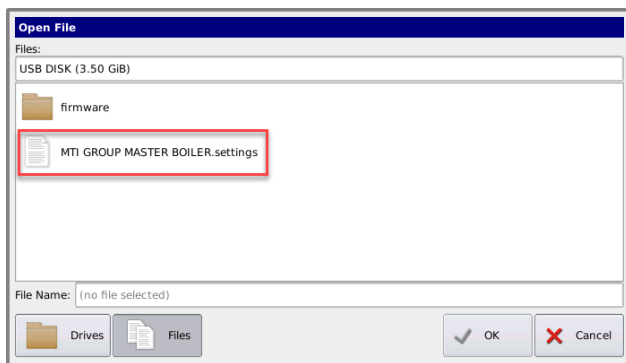 Open File
Files:
USB DISK (3.50 GiB)
firmware
MTI GROUP MASTER BOILER.settings
File Name: (no file selected)
Drives Files OK Cancel